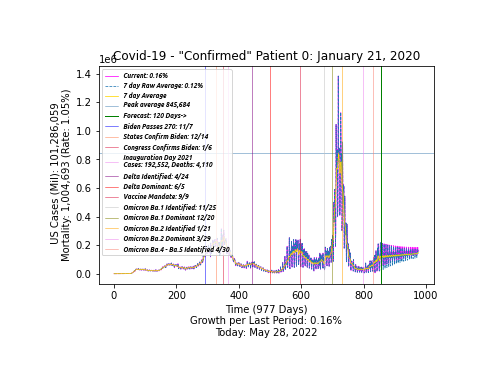 Covid-19 - "Confirmed" Patient 0: January 21, 2020
1e6
1.4
1.2
1.0
0.8
0.6
0.4
0.2
0.0
US Cases (Mil): 101,286,059
Mortality: 1,004,693 (Rate: 1.05%)
Current: 0.16%
7 day Raw Average: 0.12%
7 day Average
Peak average 845,684
Forecast: 120 Days->
Biden Passes 270: 11/7
States Confirm Biden: 12/14
Congress Confirms Biden: 1/6
Inauguration Day 2021
Cases: 192,552, Deaths: 4,110
Delta Identified: 4/24
Delta Dominant: 6/5
Vaccine Mandate: 9/9
Omicron Ba.1 Identified: 11/25
Omicron Ba.1 Dominant 12/20
Omicron Ba.2 Identified 1/21
Omicron Ba.2 Dominant 3/29
Omicron Ba.4 - Ba.5 Identified 4/30
0 200 400 600 800 1000
Time (977 Days)
Growth per Last Period: 0.16%
Today: May 28, 2022